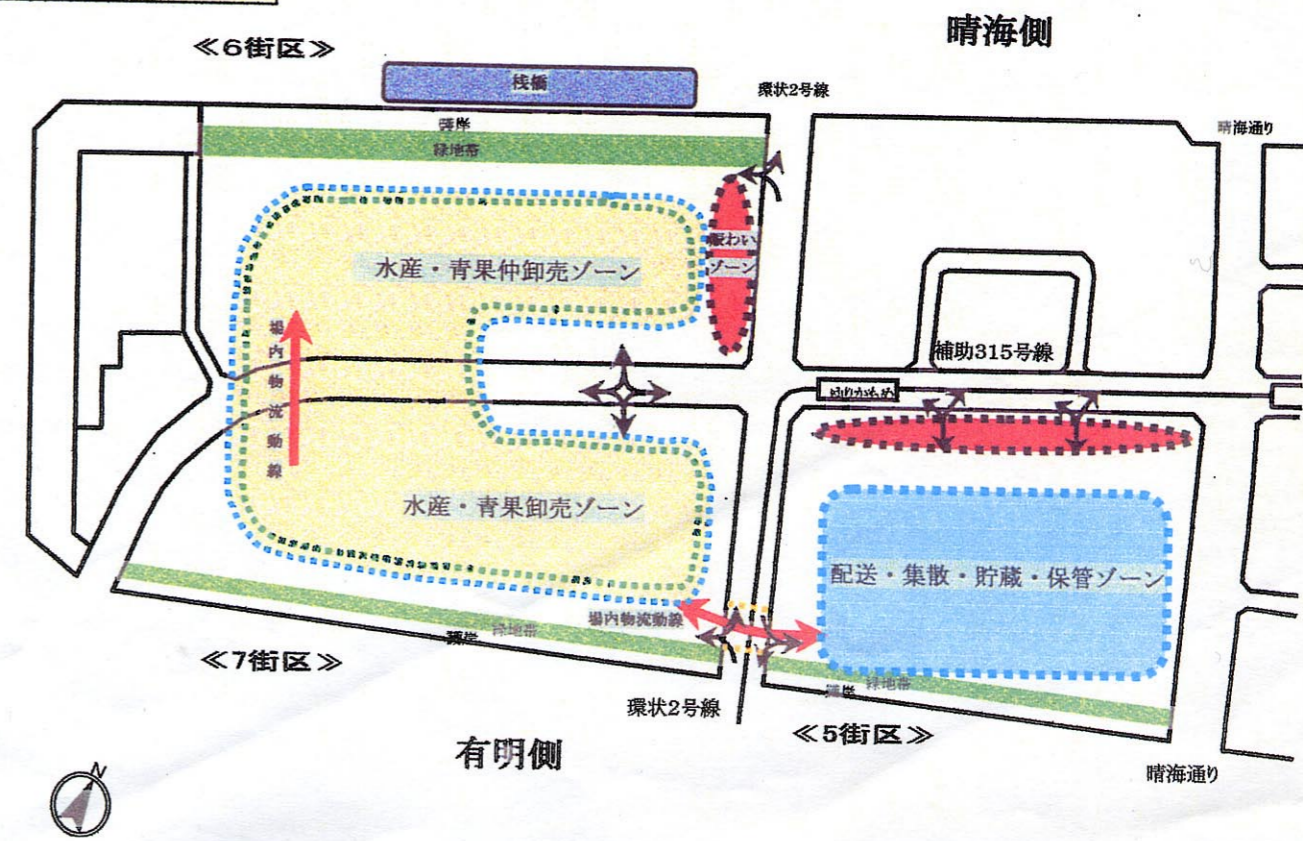 晴海側
≪6街区≫
桟橋
環状2号線
護岸
緑地帯
晴海通り
賑わい
ゾーン
水産・青果仲卸売ゾーン
場内物流動線
補助315号線
ゆりかもめ
水産・青果卸売ゾーン
配送・集散・貯蔵・保管ゾーン
場内物流動線
護岸
緑地帯
≪7街区≫
護岸
緑地帯
環状2号線
≪5街区≫
有明側
晴海通り
N